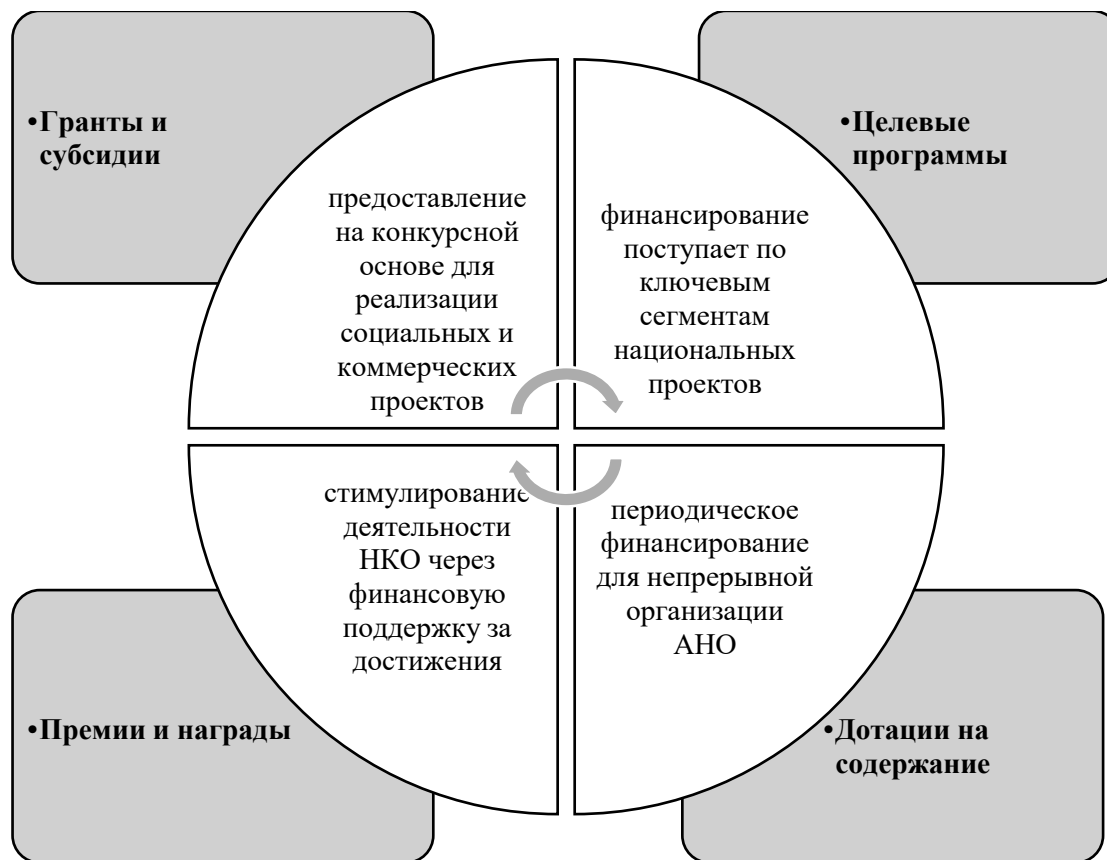 •Гранты и
субсидии
предоставление
на конкурсной
основе для
реализации
социальных и
коммерческих
проектов
•Целевые
программы
финансирование
поступает по
ключевым
сегментам
национальных
проектов
•Премии и награды
стимулирование
деятельности
НКО через
финансовую
поддержку за
достижения
•Дотации на
содержание
периодическое
финансирование
для непрерывной
организации
АНО